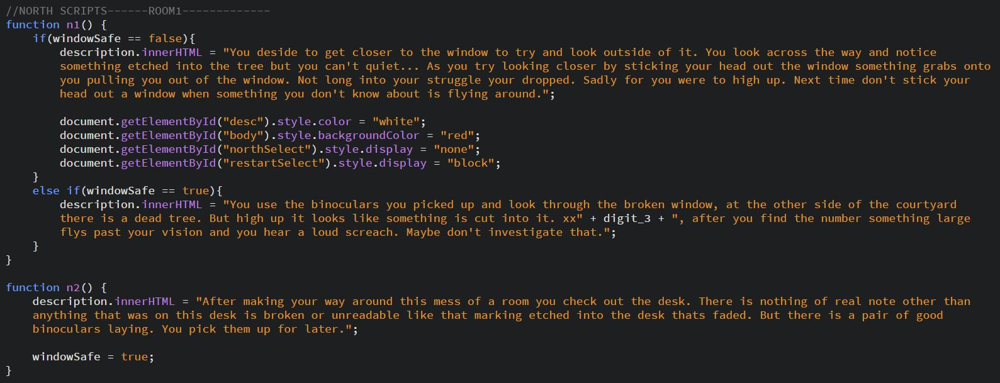 //NORTH SCRIPTS------ROOM1-------------
function n1() {
if(windowSafe == false){
description.innerHTML = "You deside to get closer to the window to try and look outside of it. You look across the way and notice
something etched into the tree but you can't quiet... As you try looking closer by sticking your head out the window something grabs onto
you pulling you out of the window. Not long into your struggle your dropped. Sadly for you were to high up. Next time don't stick your
head out a window when something you don't know about is flying around.";
document.getElementById("desc").style.color = "white";
document.getElementById("body").style.backgroundColor = "red";
document.getElementById("northSelect").style.display = "none";
document.getElementById("restartSelect").style.display = "block";
}
else if(windowSafe == true){
description.innerHTML = "You use the binoculars you picked up and look through the broken window, at the other side of the courtyard
there is a dead tree. But high up it looks like something is cut into it. xx" + digit_3 + ", after you find the number something large
flys past your vision and you hear a loud screach. Maybe don't investigate that.";
}
}
function n2() {
description.innerHTML = "After making your way around this mess of a room you check out the desk. There is nothing of real note other than
anything that was on this desk is broken or unreadable like that marking etched into the desk thats faded. But there is a pair of good
binoculars laying. You pick them up for later.";
windowSafe = true;
}